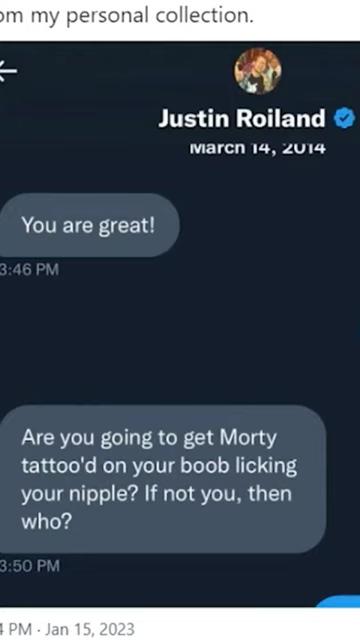 om my personal collection.
Justin Roiland
March 14, 2014
You are great!
3:46 PM
Are you going to get Morty
tattoo'd on your boob licking
your nipple? If not you, then
who?
3:50 PM
4 PM · Jan 15, 2023